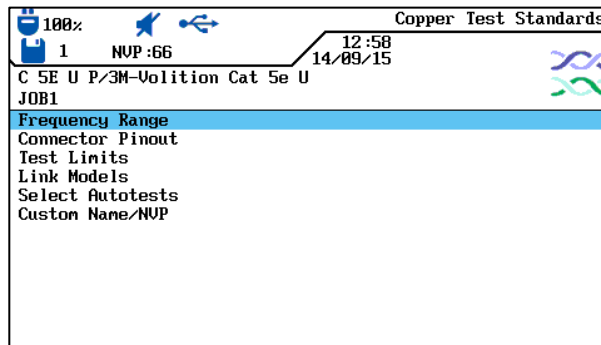 100% Copper Test Standards
1 NVP:66 12:58
14/09/15
C 5E U P/3M-Volition Cat 5e U
JOB1
Frequency Range
Connector Pinout
Test Limits
Link Models
Select Autotests
Custom Name/NVP